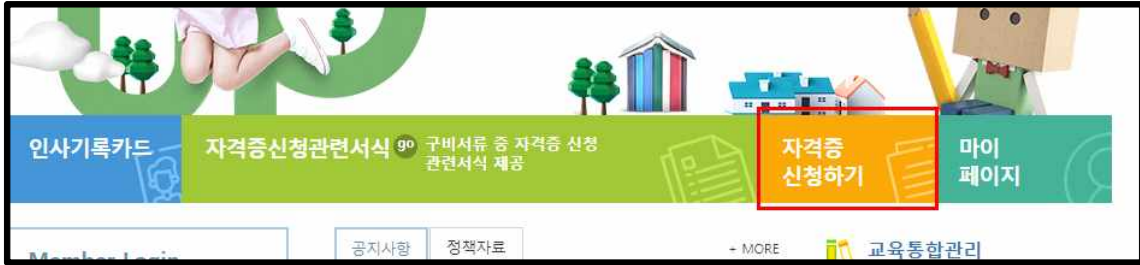 인사기록카드
자격증신청관련서식 go 구비서류 중 자격증 신청
관련서식 제공
자격증
신청하기
마이
페이지
Member Login
공지사항 정책자료 + MORE
교육통합관리